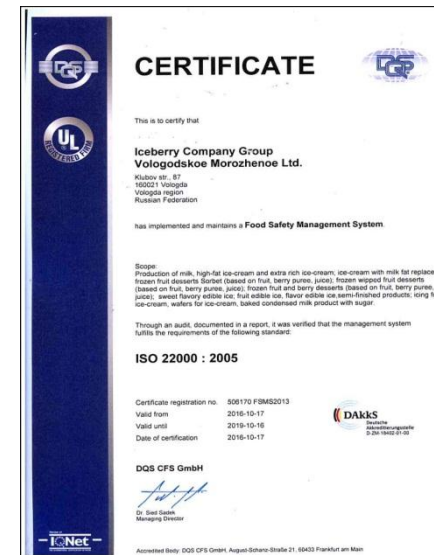 DQS
CERTIFICATE
DQS
This is to certify that
UL
REGISTERED FIRM
Iceberry Company Group
Vologodskoe Morozhenoe Ltd.
Klubov str., 87
160021 Vologda
Vologda region
Russian Federation
has implemented and maintains a Food Safety Management System.
Scope:
Production of milk, high-fat ice-cream and extra rich ice-cream; ice-cream with milk fat replace
frozen fruit desserts Sorbet (based on fruit, berry puree, juice); frozen wipped fruit desserts
(based on fruit, berry puree, juice); frozen fruit and berry desserts (based on fruit, berry puree,
juice); sweet flavory edible ice; fruit edible ice, flavor edible ice,semi-finished products; icing f
ice-cream, wafers for ice-cream, baked condensed milk product with sugar.
Through an audit, documented in a report, it was verified that the management system
fulfills the requirements of the following standard:
ISO 22000 : 2005
Certificate registration no. 506170 FSMS2013
Valid from 2016-10-17
Valid until 2019-10-16
Date of certification 2016-10-17
DAkkS
Deutsche
Akkreditierungsstelle
DQS CFS GmbH
Managing Director
IQNet
Accredited Body: DQS CFS GmbH, August-Schanz-Straße 21, 60433 Frankfurt am Main